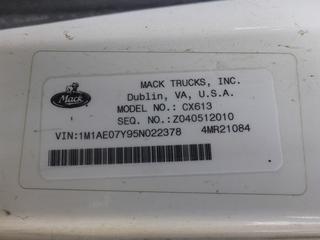 Mack
MACK TRUCKS, INC.
Dublin, VA, U.S.A.
MODEL NO.: CX613
SEQ. NO.: Z040512010
VIN:1M1AE07Y95N022378 4MR21084